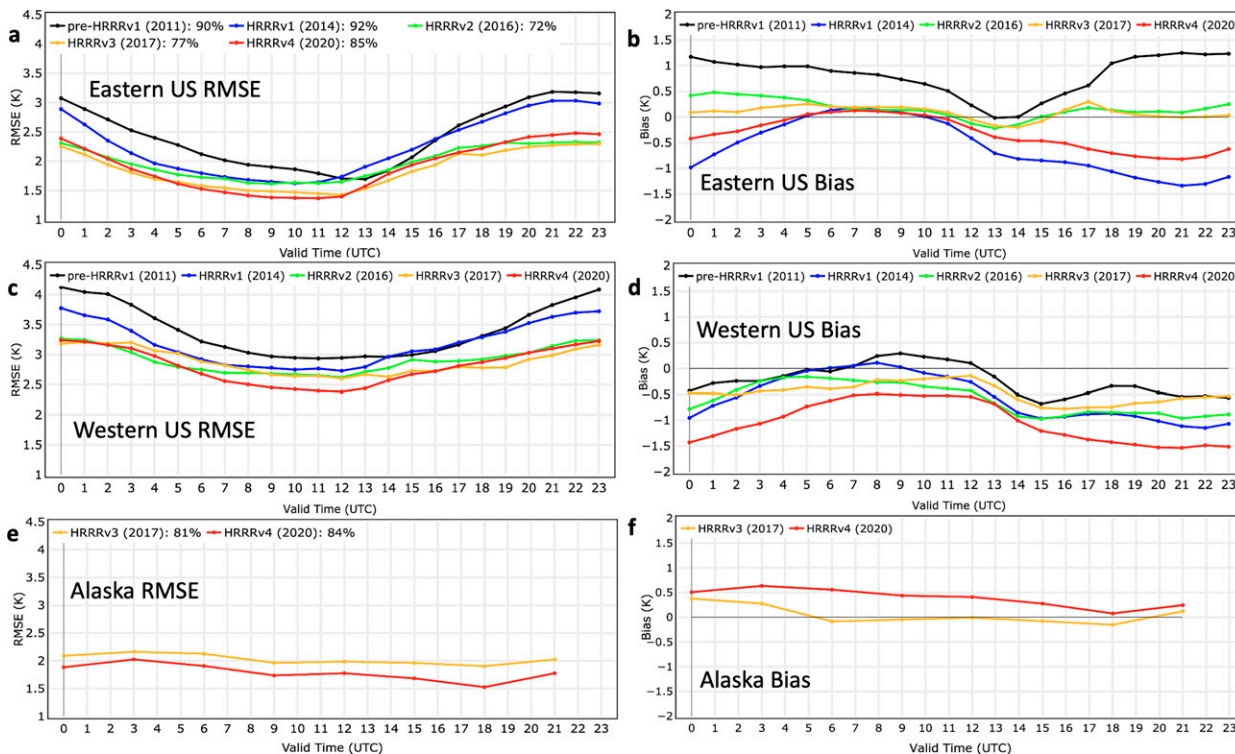 a
pre-HRRRv1 (2011): 90% HRRRv1 (2014): 92% HRRRv2 (2016): 72%
HRRRv3 (2017): 77% HRRRv4 (2020): 85%
Eastern US RMSE
RMSE (K)
4.5
4
3.5
3
2.5
2
1.5
1
0 1 2 3 4 5 6 7 8 9 10 11 12 13 14 15 16 17 18 19 20 21 22 23
Valid Time (UTC)
b
pre-HRRRv1 (2011) HRRRv1 (2014) HRRRv2 (2016) HRRRv3 (2017) HRRRv4 (2020)
Eastern US Bias
Bias (K)
2
1.5
1
0.5
0
−0.5
−1
−1.5
−2
0 1 2 3 4 5 6 7 8 9 10 11 12 13 14 15 16 17 18 19 20 21 22 23
Valid Time (UTC)
c
pre-HRRRv1 (2011) HRRRv1 (2014) HRRRv2 (2016) HRRRv3 (2017) HRRRv4 (2020)
Western US RMSE
RMSE (K)
4.5
4
3.5
3
2.5
2
1.5
1
0 1 2 3 4 5 6 7 8 9 10 11 12 13 14 15 16 17 18 19 20 21 22 23
Valid Time (UTC)
d
pre-HRRRv1 (2011) HRRRv1 (2014) HRRRv2 (2016) HRRRv3 (2017) HRRRv4 (2020)
Western US Bias
Bias (K)
2
1.5
1
0.5
0
−0.5
−1
−1.5
−2
0 1 2 3 4 5 6 7 8 9 10 11 12 13 14 15 16 17 18 19 20 21 22 23
Valid Time (UTC)
e
HRRRv3 (2017): 81% HRRRv4 (2020): 84%
Alaska RMSE
RMSE (K)
4.5
4
3.5
3
2.5
2
1.5
1
0 1 2 3 4 5 6 7 8 9 10 11 12 13 14 15 16 17 18 19 20 21 22 23
Valid Time (UTC)
f
HRRRv3 (2017) HRRRv4 (2020)
Alaska Bias
Bias (K)
2
1.5
1
0.5
0
−0.5
−1
−1.5
−2
0 1 2 3 4 5 6 7 8 9 10 11 12 13 14 15 16 17 18 19 20 21 22 23
Valid Time (UTC)